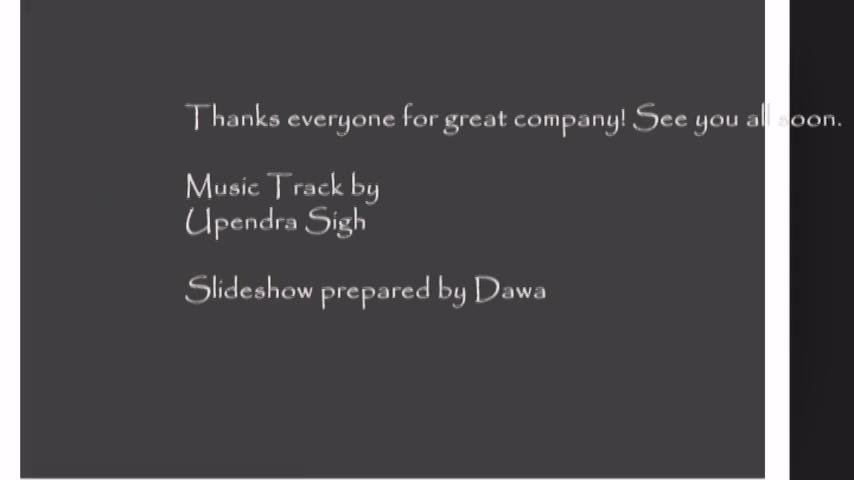 Thanks everyone for great company! See you all soon.
Music Track by
Upendra Sigh
Slideshow prepared by Dawa